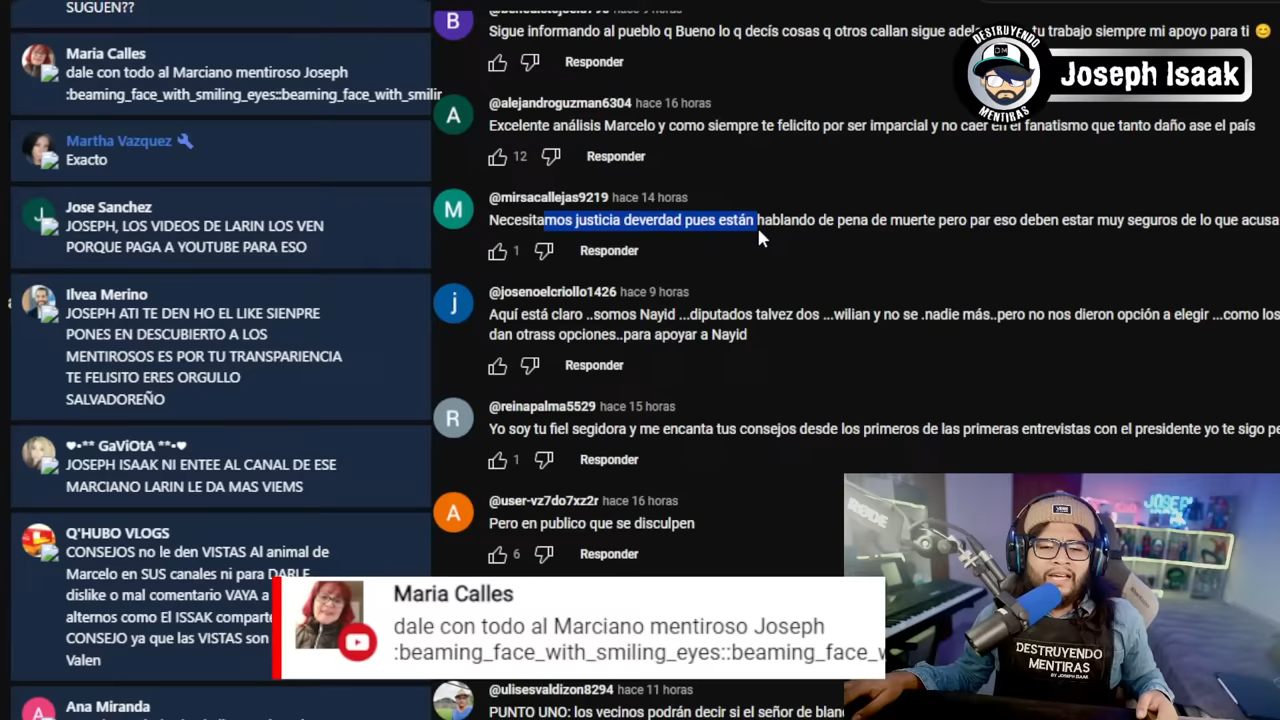 SUGUEN??
Maria Calles
dale con todo al Marciano mentiroso Joseph
:beaming_face_with_smiling_eyes::beaming_face_with_smilir
Martha Vazquez
Exacto
J
Jose Sanchez
JOSEPH, LOS VIDEOS DE LARIN LOS VEN
PORQUE PAGA A YOUTUBE PARA ESO
Ilvea Merino
JOSEPH ATI TE DEN HO EL LIKE SIENPRE
PONES EN DESCUBIERTO A LOS
MENTIROSOS ES POR TU TRANSPARIENCIA
TE FELISITO ERES ORGULLO
SALVADOREÑO
♥•** GaViOtA **•♥
JOSEPH ISAAK NI ENTEE AL CANAL DE ESE
MARCIANO LARIN LE DA MAS VIEMS
Q'HUBO VLOGS
CONSEJOS no le den VISTAS Al animal de
Marcelo en SUS canales ni para DARLE
dislike o mal comentario VAYA a
alternos como El ISSAK comparte
CONSEJO ya que las VISTAS son
Valen
A
Ana Miranda
B
Sigue informando al pueblo q Bueno lo q decís cosas q otros callan sigue adel tu trabajo siempre mi apoyo para ti 😊
Responder
A
@alejandroguzman6304 hace 16 horas
Excelente análisis Marcelo y como siempre te felicito por ser imparcial y no caer en el fanatismo que tanto daño ase el país
12 Responder
M
@mirsacallejas9219 hace 14 horas
Necesitamos justicia deverdad pues están hablando de pena de muerte pero par eso deben estar muy seguros de lo que acusa
1 Responder
j
@josenoelcriollo1426 hace 9 horas
Aquí está claro ..somos Nayid ...diputados talvez dos ...wilian y no se .nadie más..pero no nos dieron opción a elegir ...como los
dan otrass opciones..para apoyar a Nayid
Responder
R
@reinapalma5529 hace 15 horas
Yo soy tu fiel segidora y me encanta tus consejos desde los primeros de las primeras entrevistas con el presidente yo te sigo pe
1 Responder
A
@user-vz7do7xz2r hace 16 horas
Pero en publico que se disculpen
6 Responder
@ulisesvaldizon8294 hace 11 horas
PUNTO UNO: los vecinos podrán decir si el señor de blan
Maria Calles
dale con todo al Marciano mentiroso Joseph
:beaming_face_with_smiling_eyes::beaming_face_w
DESTRUYENDO
DM
MENTIRAS
Joseph Isaak
RØDE
JOSEPH
VANS
DESTRUYENDO
MENTIRAS
BY JOSEPH ISAAK